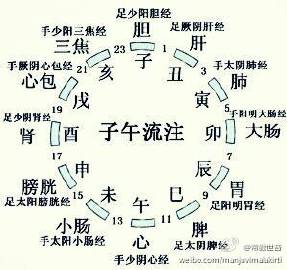 足少阳胆经
胆
手少阳三焦经
三焦
足厥阴肝经
肝
23
子
1
亥
丑
手厥阴心包经
心包
21
手太阴肺经
肺
3
戌
寅
足少阴肾经
肾
19
酉
子午流注
卯
5
手阳明大肠经
大肠
17
申
辰
7
膀胱
足太阳膀胱经
15
未
午
巳
9
胃
足阳明胃经
小肠
手太阳小肠经
13
11
心
手少阴心经
脾
足太阴脾经
http://weibo.com/manjavimalakirti